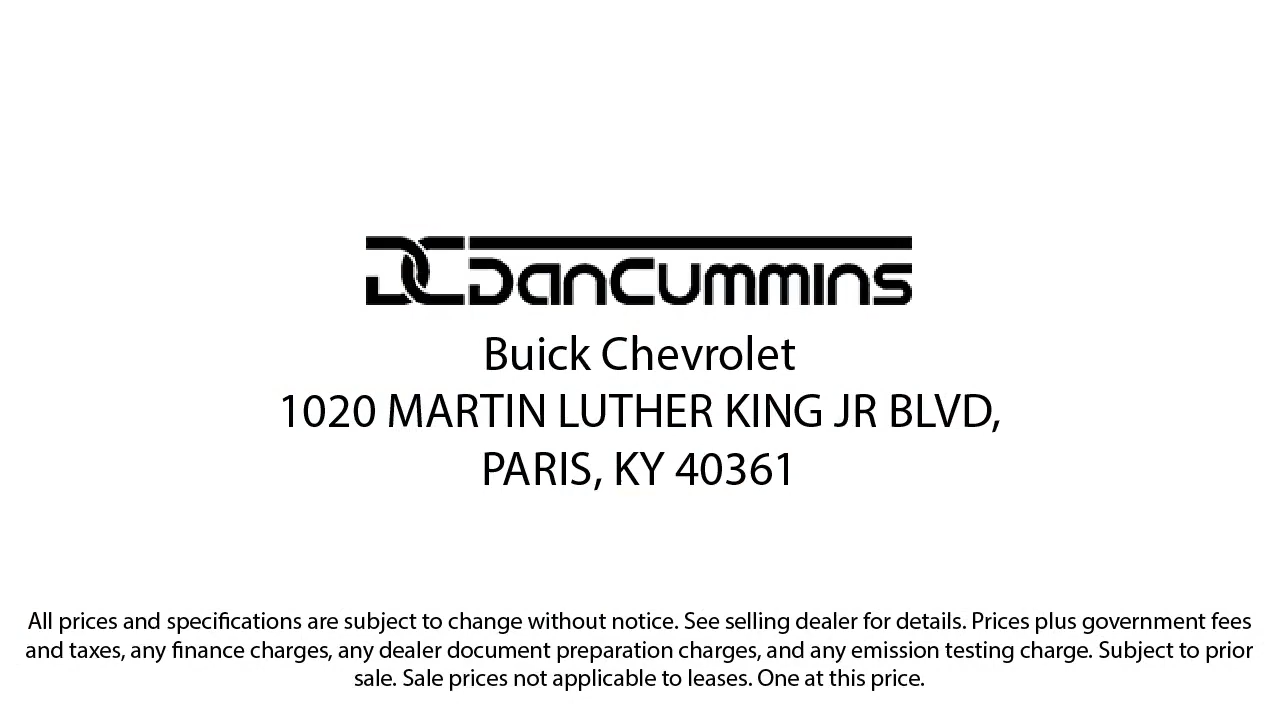 DC DanCummins
Buick Chevrolet
1020 MARTIN LUTHER KING JR BLVD,
PARIS, KY 40361
All prices and specifications are subject to change without notice. See selling dealer for details. Prices plus government fees
and taxes, any finance charges, any dealer document preparation charges, and any emission testing charge. Subject to prior
sale. Sale prices not applicable to leases. One at this price.